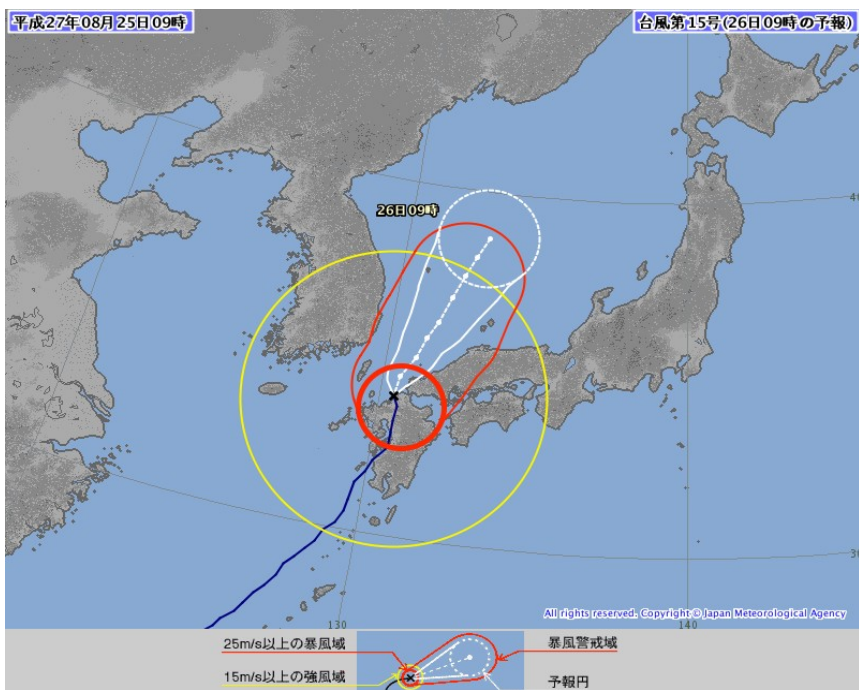 平成27年08月25日09時
台風第15号(26日09時の予報)
26日09時
130
140
All rights reserved. Copyright © Japan Meteorological Agency
25m/s以上の暴風域
暴風警戒域
15m/s以上の強風域
予報円